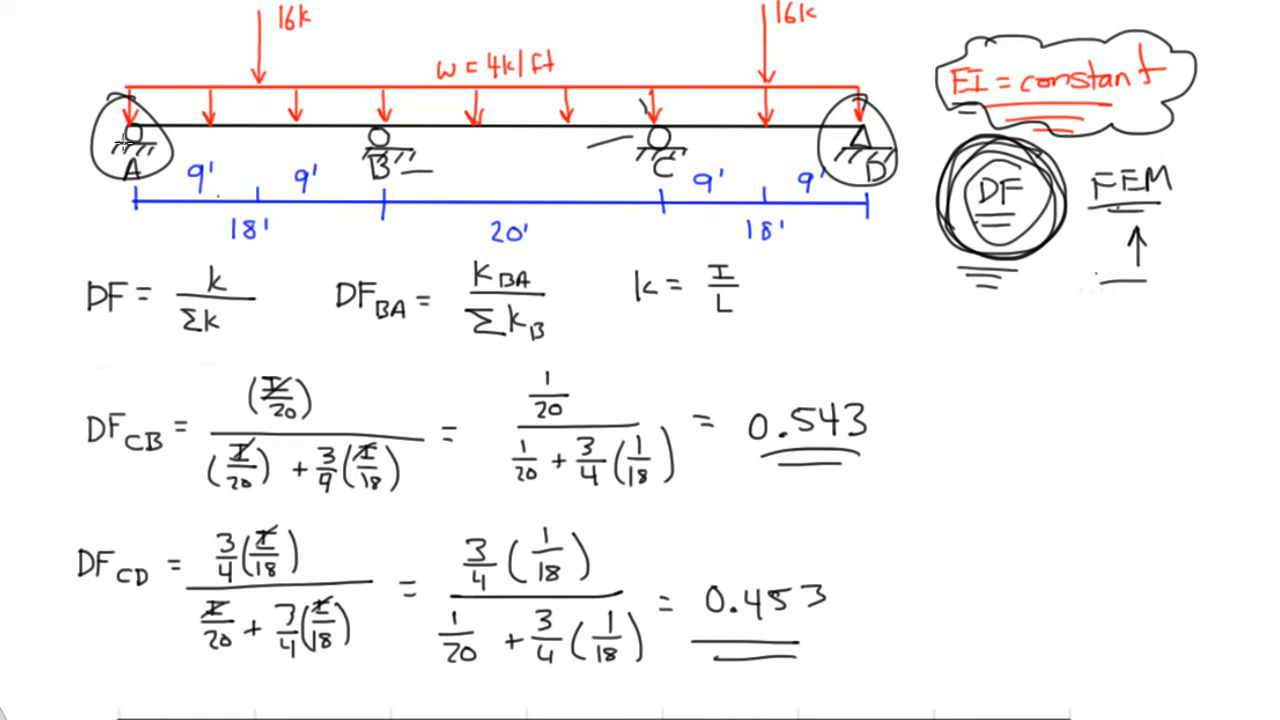 16k 16k
w = 4k/ft
EI = constant
A B C D
9' 9' 9' 9'
18' 20' 18'
DF FEM
DF = k / Σk DF_BA = K_BA / Σk_B k = I / L
DF_CB = (I/20) / ((I/20) + 3/9(I/18)) = 1/20 / (1/20 + 3/4(1/18)) = 0.543
DF_CD = 3/4(I/18) / (I/20 + 3/4(I/18)) = 3/4(1/18) / (1/20 + 3/4(1/18)) = 0.453